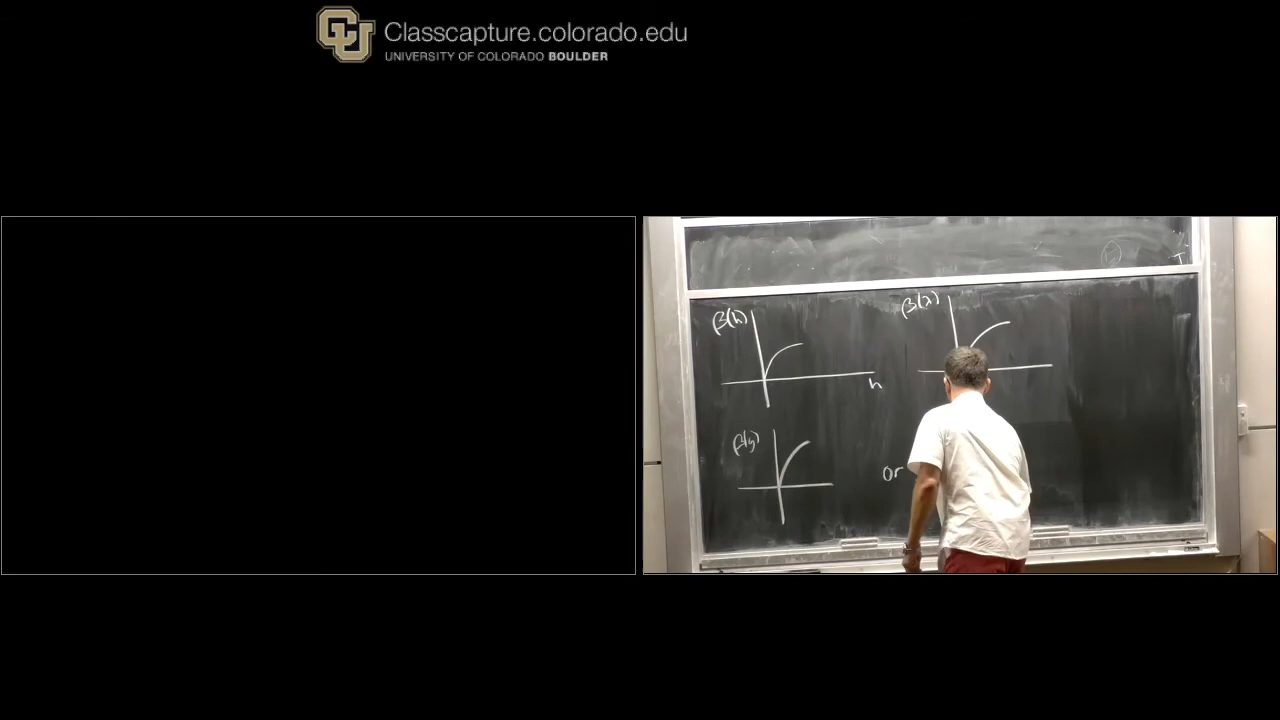 Classcapture.colorado.edu
UNIVERSITY OF COLORADO BOULDER
β(h)
h
β(λ)
β(g)
or